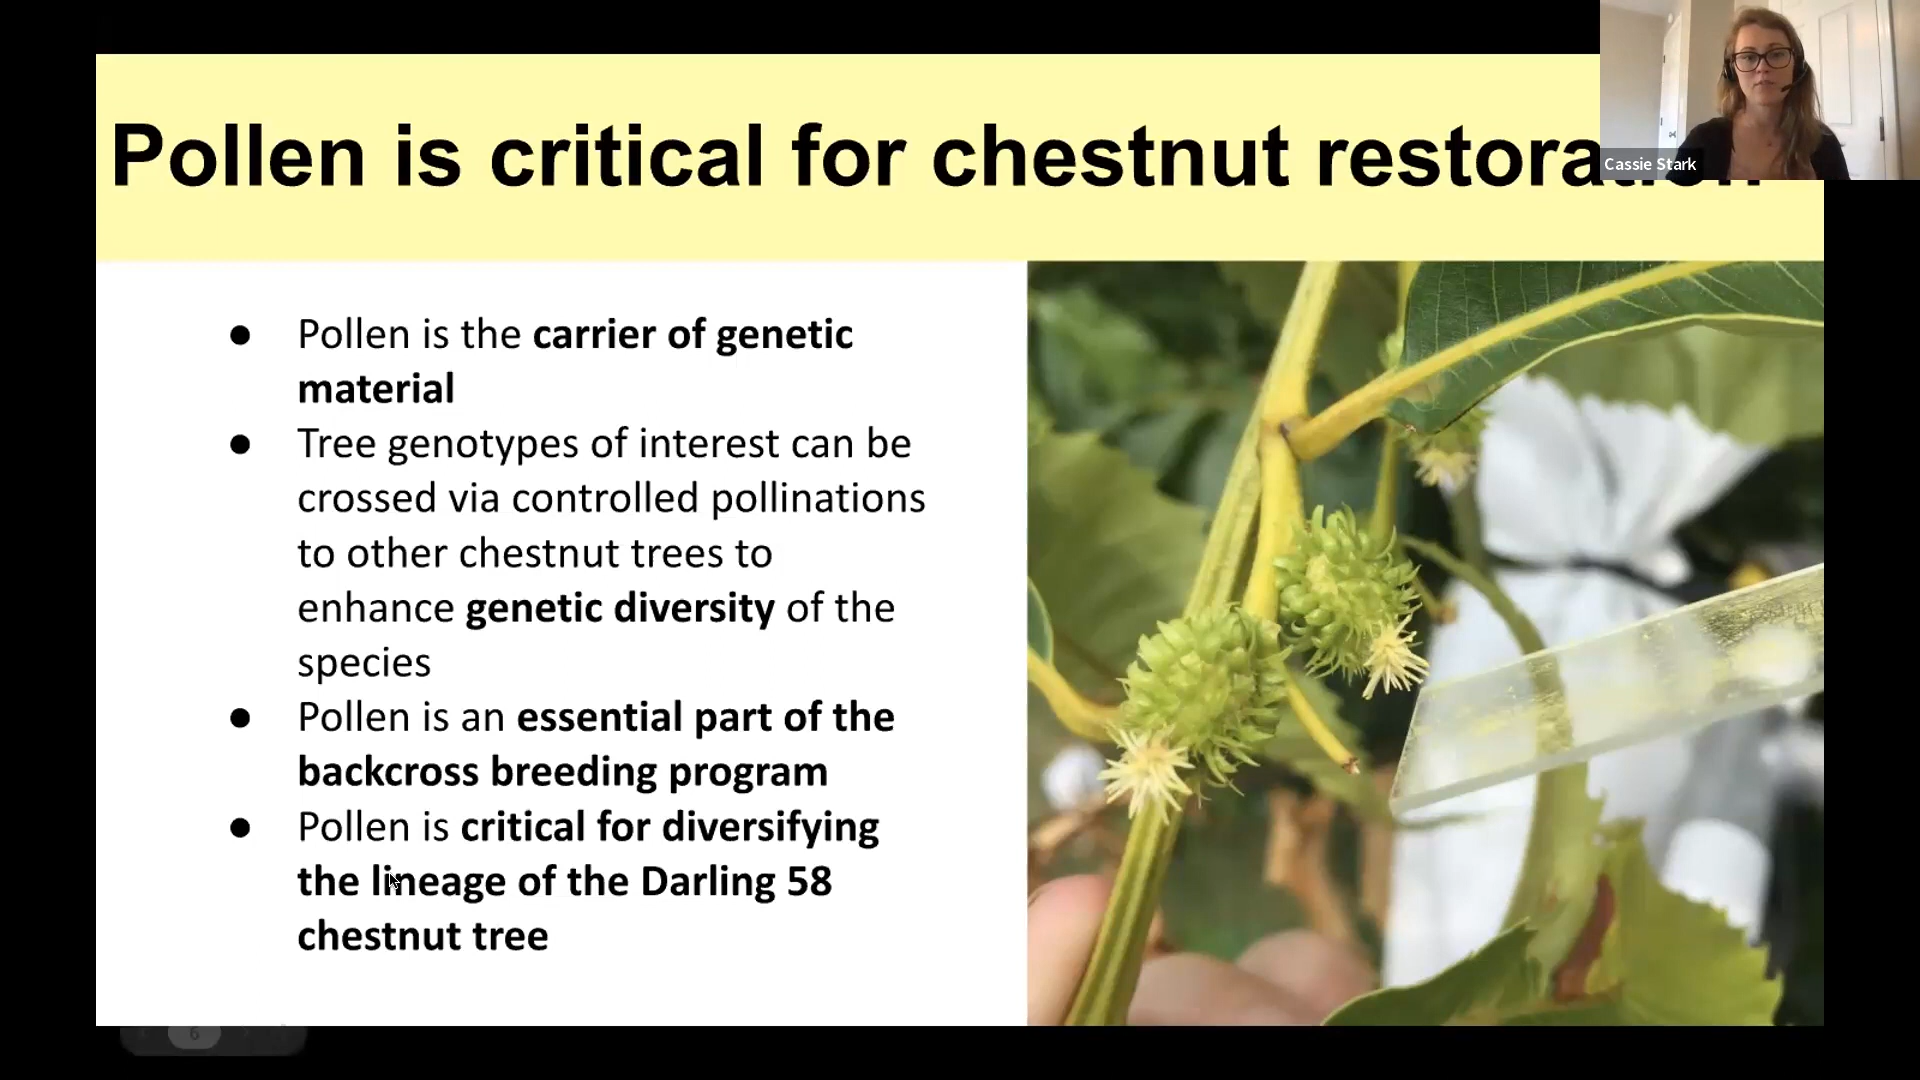 Pollen is critical for chestnut restoration
Cassie Stark
● Pollen is the carrier of genetic
material
● Tree genotypes of interest can be
crossed via controlled pollinations
to other chestnut trees to
enhance genetic diversity of the
species
● Pollen is an essential part of the
backcross breeding program
● Pollen is critical for diversifying
the lineage of the Darling 58
chestnut tree
6